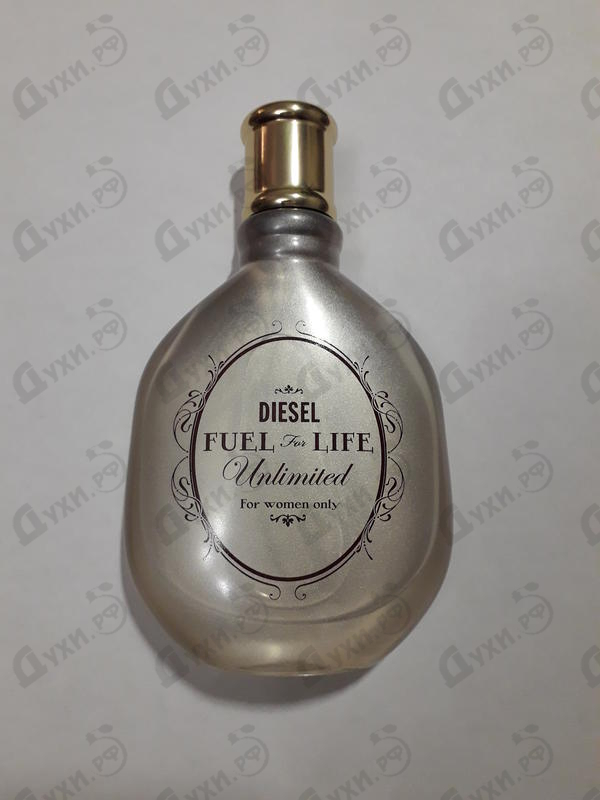 DIESEL
FUEL For LIFE
Unlimited
For women only
Духи.РФ